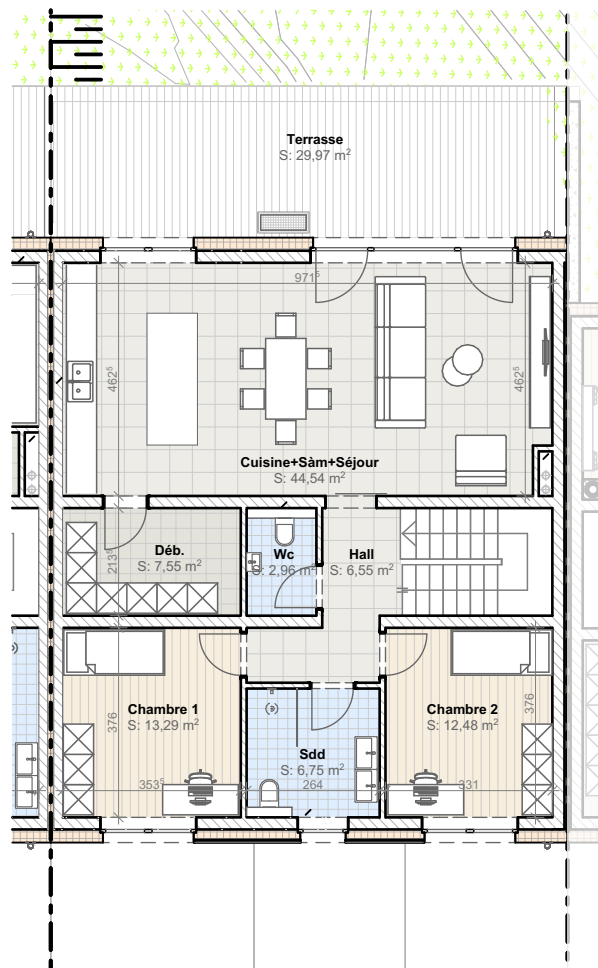 Terrasse
S: 29,97 m²
971⁵
462⁵
462⁵
Cuisine+Sàm+Séjour
S: 44,54 m²
213⁵
Déb.
S: 7,55 m²
Wc
S: 2,96 m²
Hall
S: 6,55 m²
376
Chambre 1
S: 13,29 m²
Chambre 2
S: 12,48 m²
376
Sdd
S: 6,75 m²
353⁵
264
331